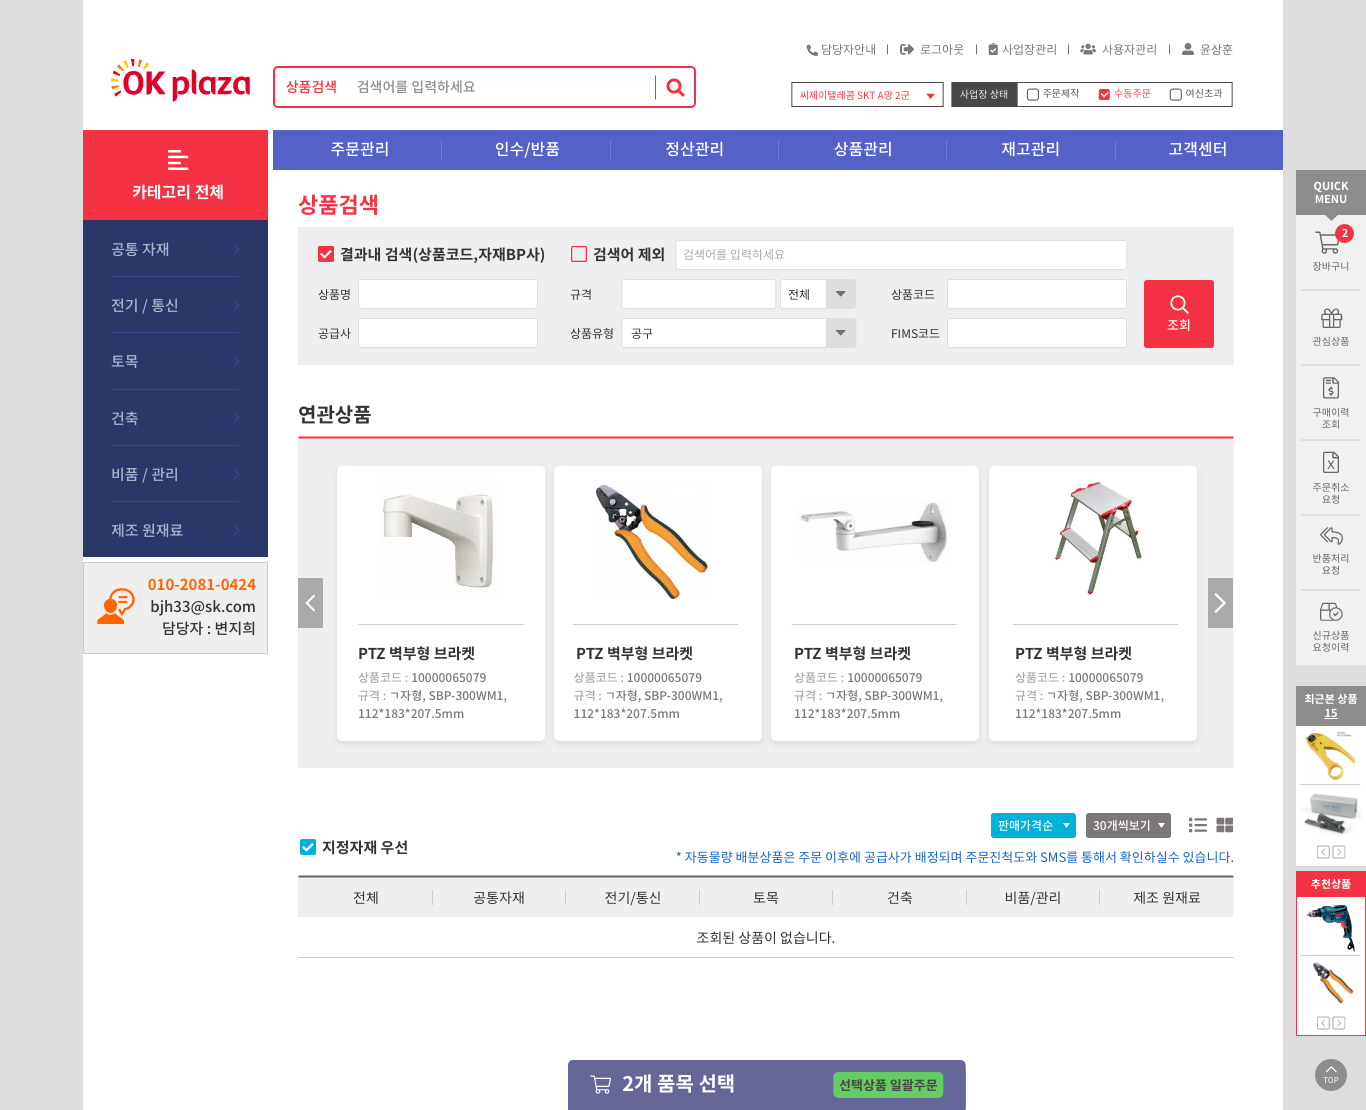 담당자안내
로그아웃
사업장관리
사용자관리
윤상훈
OK plaza
상품검색 검색어를 입력하세요
씨제이텔레콤 SKT A망 2군
사업장 상태 주문제작 수동주문 여신초과
카테고리 전체
주문관리 인수/반품 정산관리 상품관리 재고관리 고객센터
공통 자재
전기 / 통신
토목
건축
비품 / 관리
제조 원재료
010-2081-0424
bjh33@sk.com
담당자 : 변지희
상품검색
결과내 검색(상품코드,자재BP사) 검색어 제외 검색어를 입력하세요
상품명 규격 전체 상품코드
공급사 상품유형 공구 FIMS코드
조회
연관상품
PTZ 벽부형 브라켓
상품코드 : 10000065079
규격 : ㄱ자형, SBP-300WM1,
112*183*207.5mm
PTZ 벽부형 브라켓
상품코드 : 10000065079
규격 : ㄱ자형, SBP-300WM1,
112*183*207.5mm
PTZ 벽부형 브라켓
상품코드 : 10000065079
규격 : ㄱ자형, SBP-300WM1,
112*183*207.5mm
PTZ 벽부형 브라켓
상품코드 : 10000065079
규격 : ㄱ자형, SBP-300WM1,
112*183*207.5mm
판매가격순 30개씩보기
지정자재 우선
* 자동물량 배분상품은 주문 이후에 공급사가 배정되며 주문진척도와 SMS를 통해서 확인하실수 있습니다.
전체 공통자재 전기/통신 토목 건축 비품/관리 제조 원재료
조회된 상품이 없습니다.
2개 품목 선택 선택상품 일괄주문
QUICK
MENU
2
장바구니
관심상품
구매이력
조회
주문취소
요청
반품처리
요청
신규상품
요청이력
최근본 상품
15
추천상품
TOP